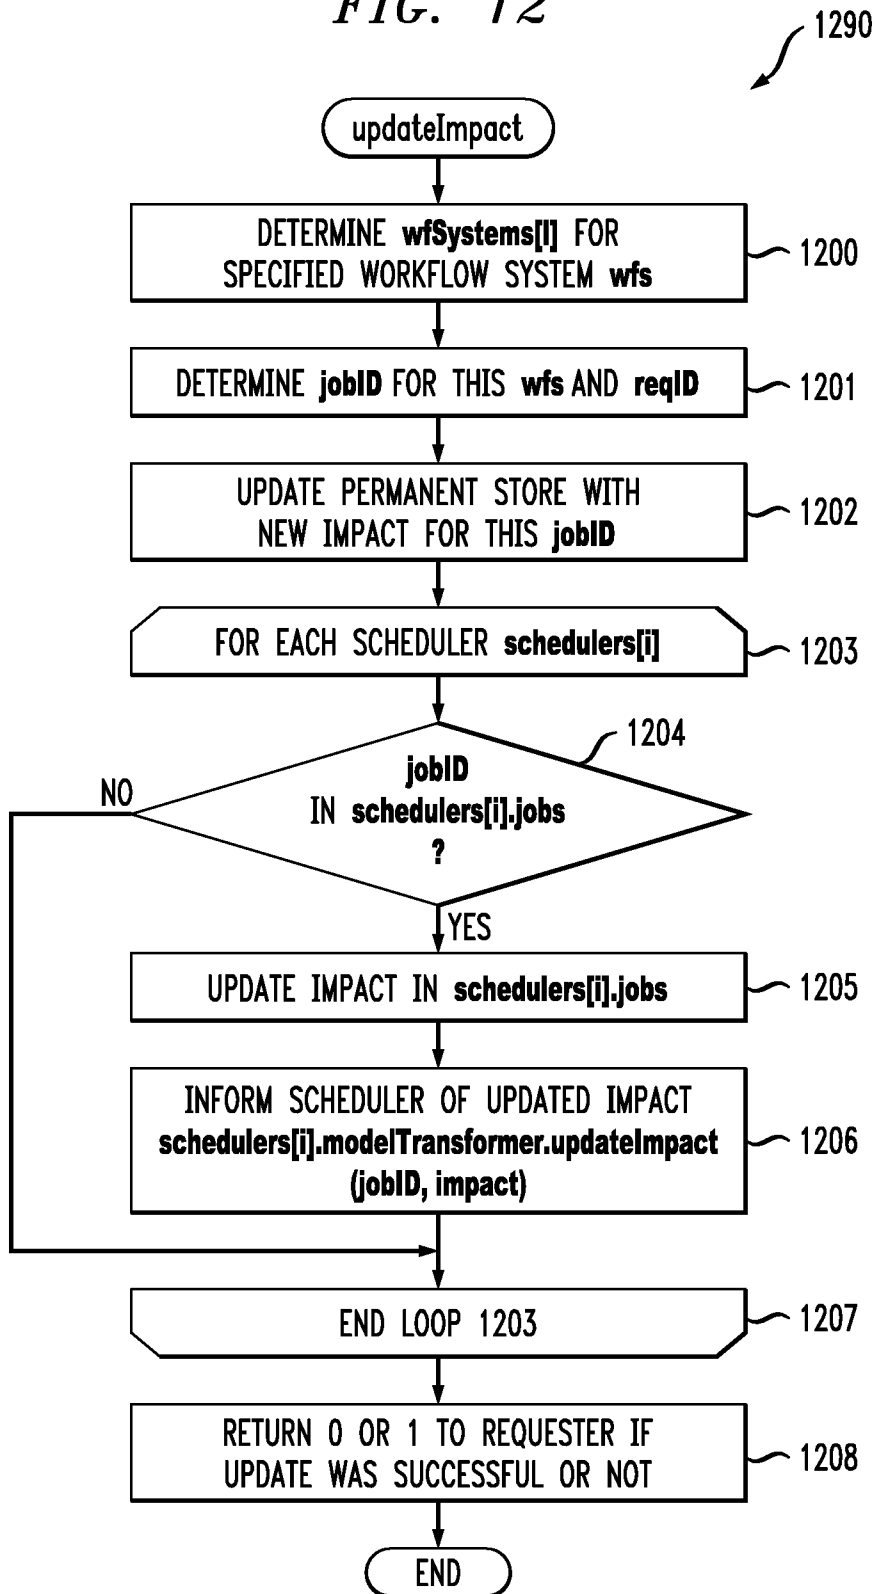 FIG. 12
1290
updateImpact
DETERMINE wfSystems[I] FOR
SPECIFIED WORKFLOW SYSTEM wfs
1200
DETERMINE jobID FOR THIS wfs AND reqID
1201
UPDATE PERMANENT STORE WITH
NEW IMPACT FOR THIS jobID
1202
FOR EACH SCHEDULER schedulers[i]
1203
1204
jobID
IN schedulers[i].jobs
?
NO
YES
UPDATE IMPACT IN schedulers[i].jobs
1205
INFORM SCHEDULER OF UPDATED IMPACT
schedulers[i].modelTransformer.updateImpact
(jobID, impact)
1206
END LOOP 1203
1207
RETURN 0 OR 1 TO REQUESTER IF
UPDATE WAS SUCCESSFUL OR NOT
1208
END